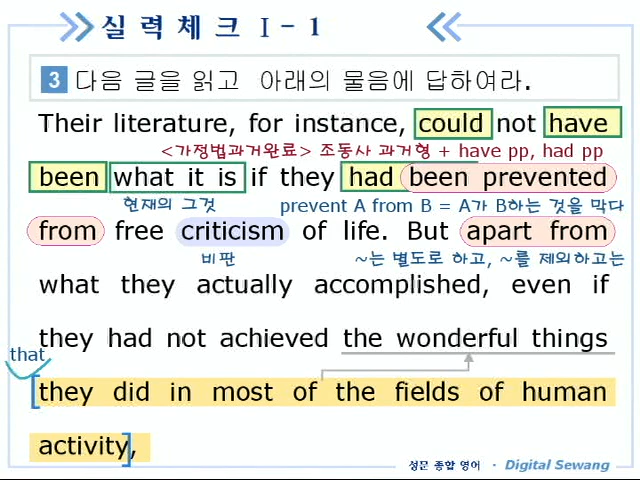 실력체크 I - 1
3 다음 글을 읽고 아래의 물음에 답하여라.
Their literature, for instance, could not have
<가정법과거완료> 조동사 과거형 + have pp, had pp
been what it is if they had been prevented
현재의 그것 prevent A from B = A가 B하는 것을 막다
from free criticism of life. But apart from
비판 ~는 별도로 하고, ~를 제외하고는
what they actually accomplished, even if
they had not achieved the wonderful things
that
[they did in most of the fields of human
activity],
성문 종합 영어 · Digital Sewang